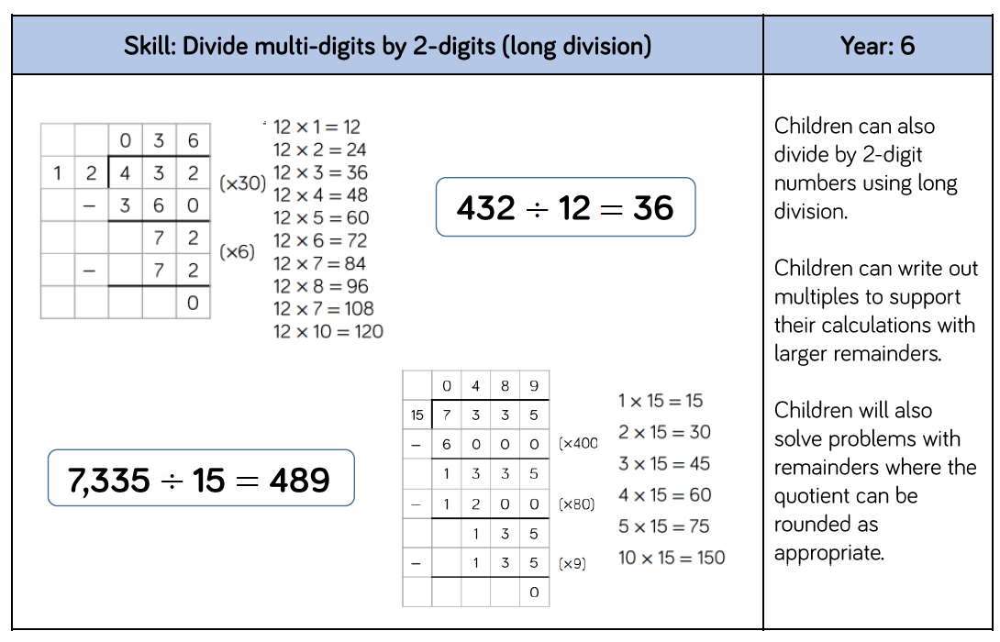 Skill: Divide multi-digits by 2-digits (long division)
Year: 6
0 3 6
1 2 4 3 2 (×30)
− 3 6 0
7 2 (×6)
− 7 2
0
12 × 1 = 12
12 × 2 = 24
12 × 3 = 36
12 × 4 = 48
12 × 5 = 60
12 × 6 = 72
12 × 7 = 84
12 × 8 = 96
12 × 7 = 108
12 × 10 = 120
432 ÷ 12 = 36
7,335 ÷ 15 = 489
0 4 8 9
15 7 3 3 5
− 6 0 0 0 (×400
1 3 3 5
− 1 2 0 0 (×80)
1 3 5
− 1 3 5 (×9)
0
1 × 15 = 15
2 × 15 = 30
3 × 15 = 45
4 × 15 = 60
5 × 15 = 75
10 × 15 = 150
Children can also
divide by 2-digit
numbers using long
division.
Children can write out
multiples to support
their calculations with
larger remainders.
Children will also
solve problems with
remainders where the
quotient can be
rounded as
appropriate.